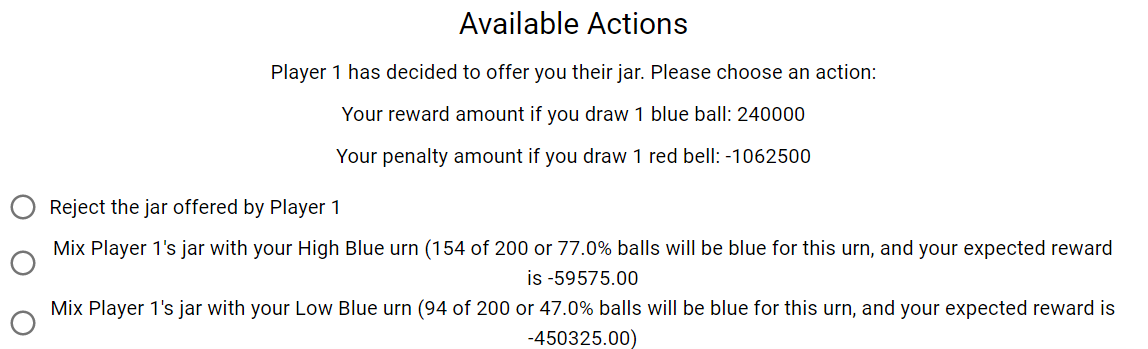 Available Actions
Player 1 has decided to offer you their jar. Please choose an action:
Your reward amount if you draw 1 blue ball: 240000
Your penalty amount if you draw 1 red bell: -1062500
Reject the jar offered by Player 1
Mix Player 1's jar with your High Blue urn (154 of 200 or 77.0% balls will be blue for this urn, and your expected reward
is -59575.00
Mix Player 1's jar with your Low Blue urn (94 of 200 or 47.0% balls will be blue for this urn, and your expected reward is
-450325.00)